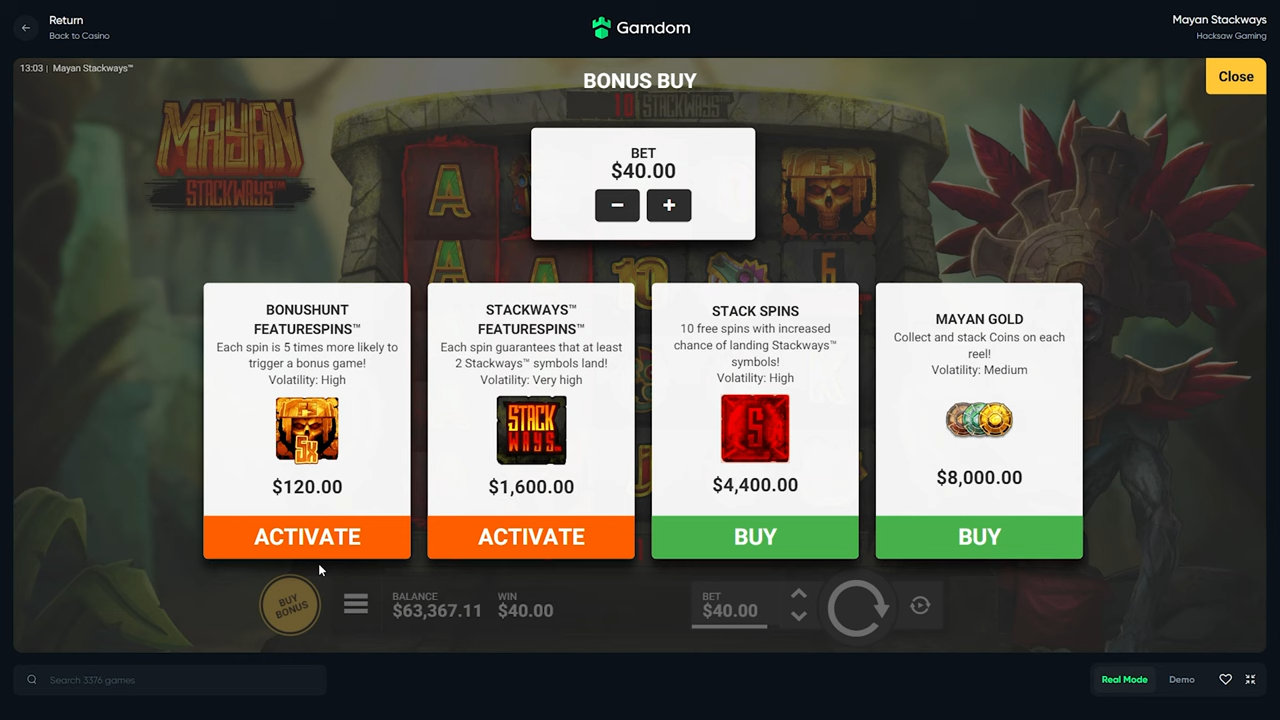 Return
Back to Casino
Gamdom
Mayan Stackways
Hacksaw Gaming
13:03 | Mayan Stackways™
BONUS BUY
Close
MAYAN
STACKWAYS™
10 STACKWAYS
BET
$40.00
−
+
A
A
A
10
6
BONUSHUNT
FEATURESPINS™
Each spin is 5 times more likely to
trigger a bonus game!
Volatility: High
5X
$120.00
ACTIVATE
STACKWAYS™
FEATURESPINS™
Each spin guarantees that at least
2 Stackways™ symbols land!
Volatility: Very high
STACK
WAYS
$1,600.00
ACTIVATE
STACK SPINS
10 free spins with increased
chance of landing Stackways™
symbols!
Volatility: High
S
$4,400.00
BUY
MAYAN GOLD
Collect and stack Coins on each
reel!
Volatility: Medium
$8,000.00
BUY
BUY
BONUS
BALANCE
$63,367.11
WIN
$40.00
BET
$40.00
Search 3376 games
Real Mode
Demo